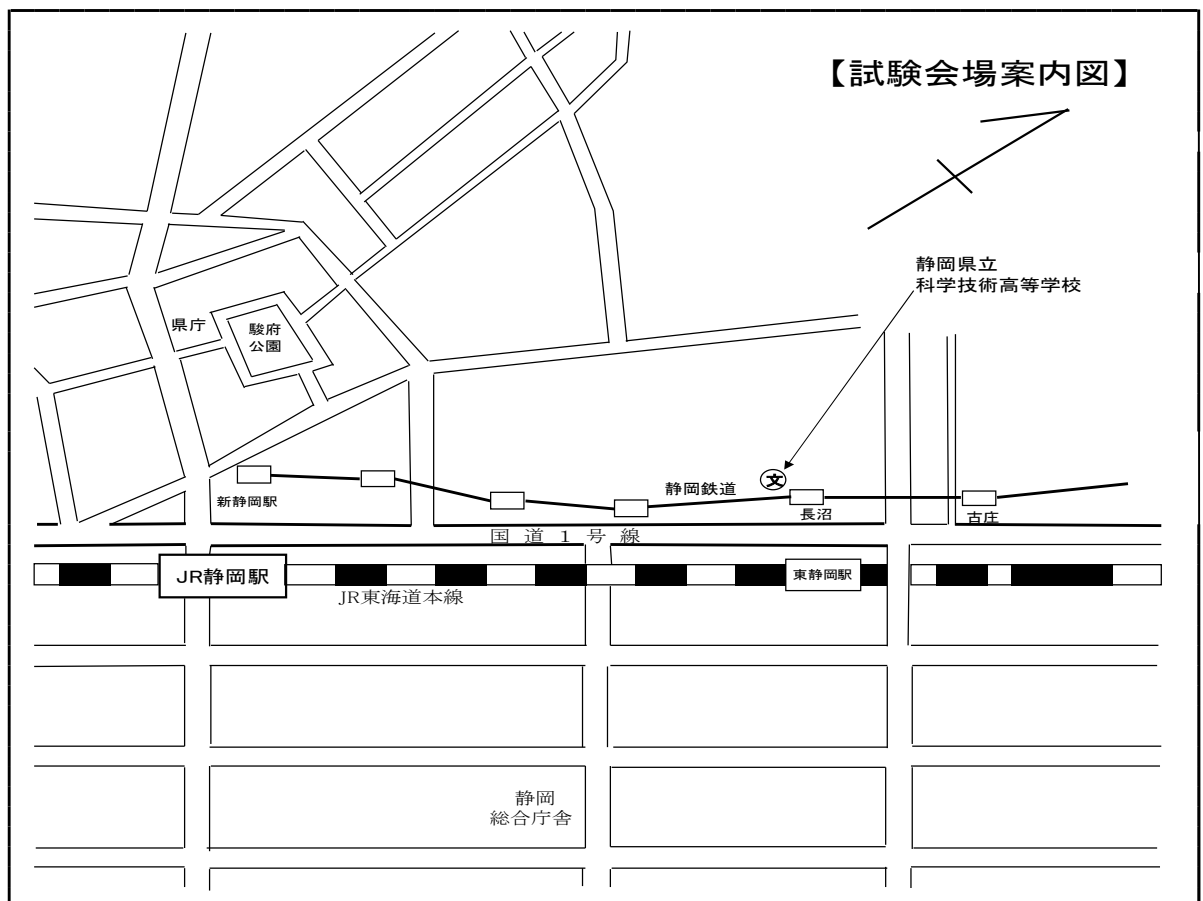 【試験会場案内図】
静岡県立
科学技術高等学校
県庁
駿府
公園
文
静岡鉄道
新静岡駅
長沼
古庄
国道1号線
JR静岡駅
東静岡駅
JR東海道本線
静岡
総合庁舎